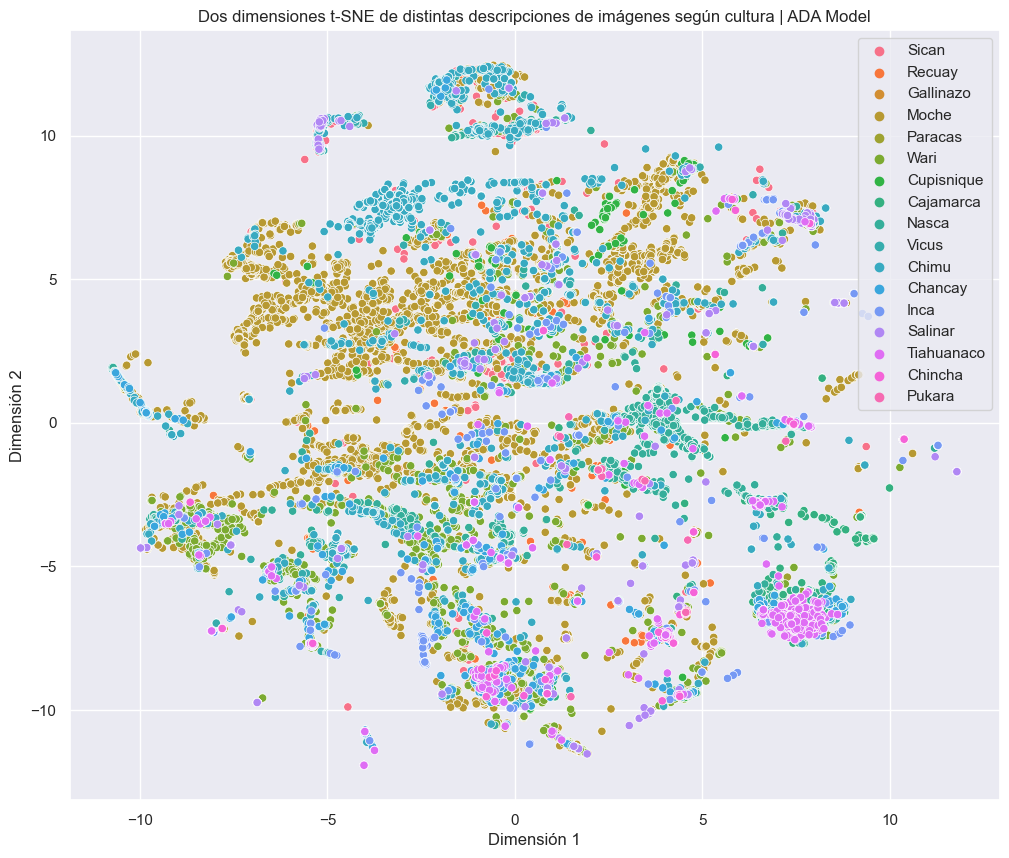 Dos dimensiones t-SNE de distintas descripciones de imágenes según cultura | ADA Model
Sican
Recuay
Gallinazo
Moche
Paracas
Wari
Cupisnique
Cajamarca
Nasca
Vicus
Chimu
Chancay
Inca
Salinar
Tiahuanaco
Chincha
Pukara
10
5
0
−5
−10
Dimensión 2
−10
−5
0
5
10
Dimensión 1